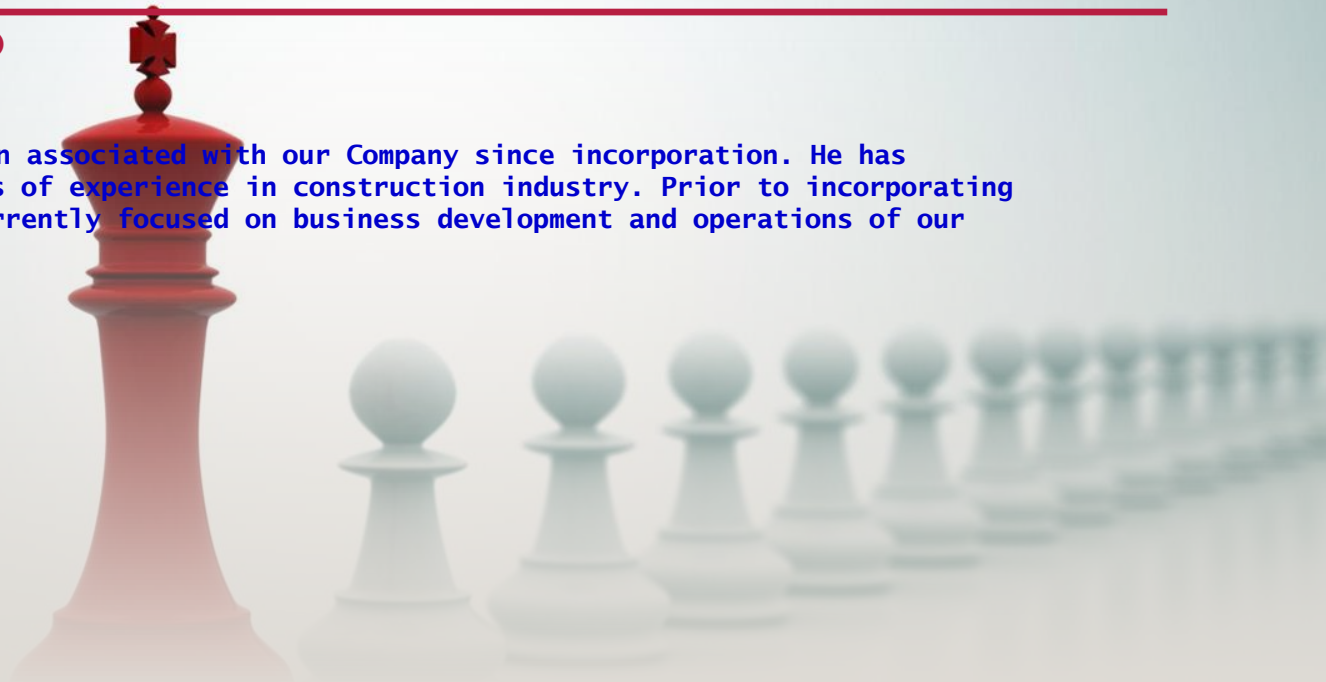 associated with our Company since incorporation. He has
of experience in construction industry. Prior to incorporating
focused on business development and operations of our